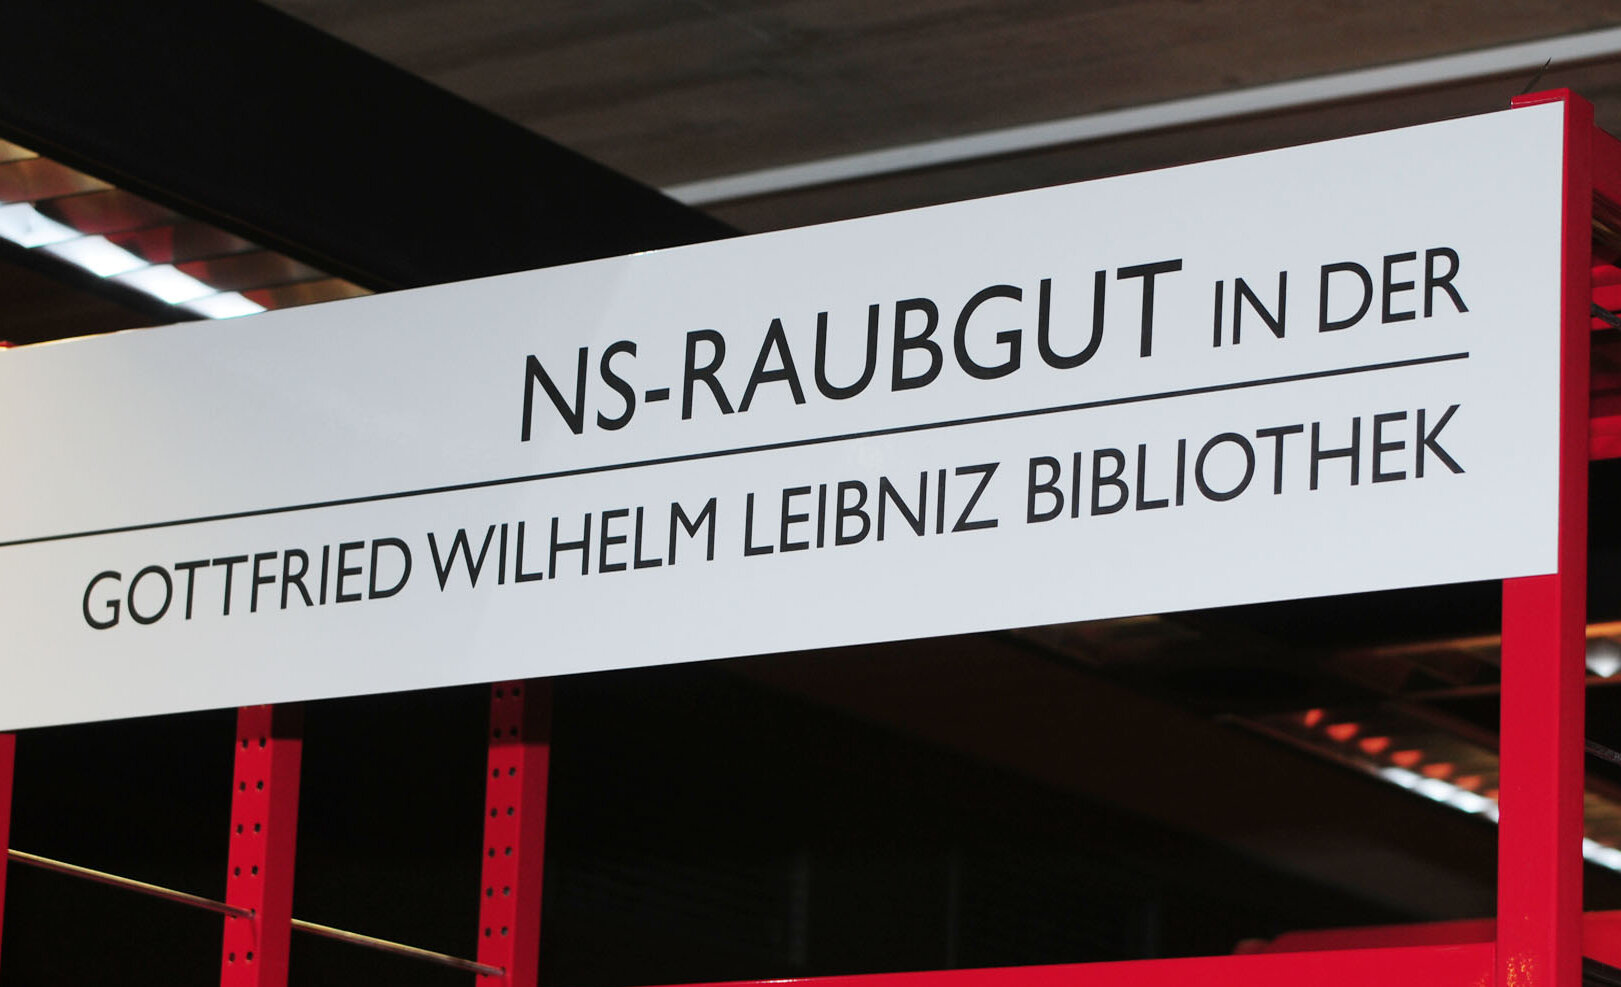 NS-RAUBGUT IN DER
GOTTFRIED WILHELM LEIBNIZ BIBLIOTHEK